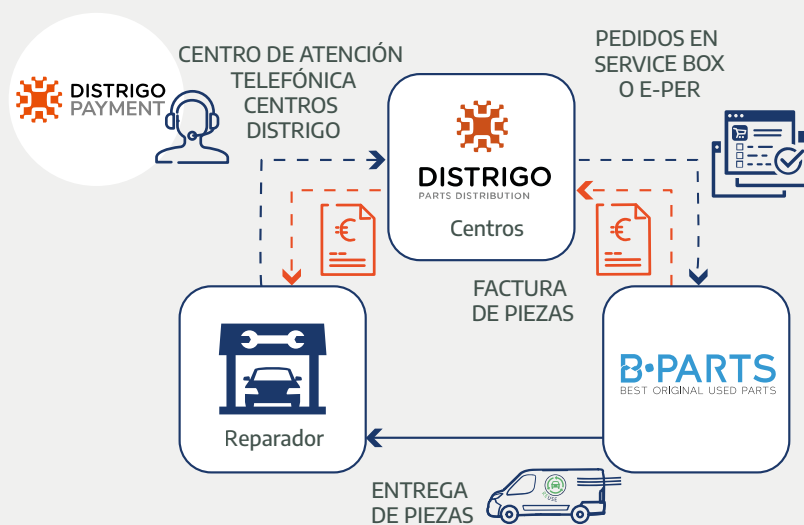 DISTRIGO
PAYMENT
CENTRO DE ATENCIÓN
TELEFÓNICA
CENTROS
DISTRIGO
PEDIDOS EN
SERVICE BOX
O E-PER
DISTRIGO
PARTS DISTRIBUTION
Centros
€
€
FACTURA
DE PIEZAS
Reparador
B·PARTS
BEST ORIGINAL USED PARTS
ENTREGA
DE PIEZAS